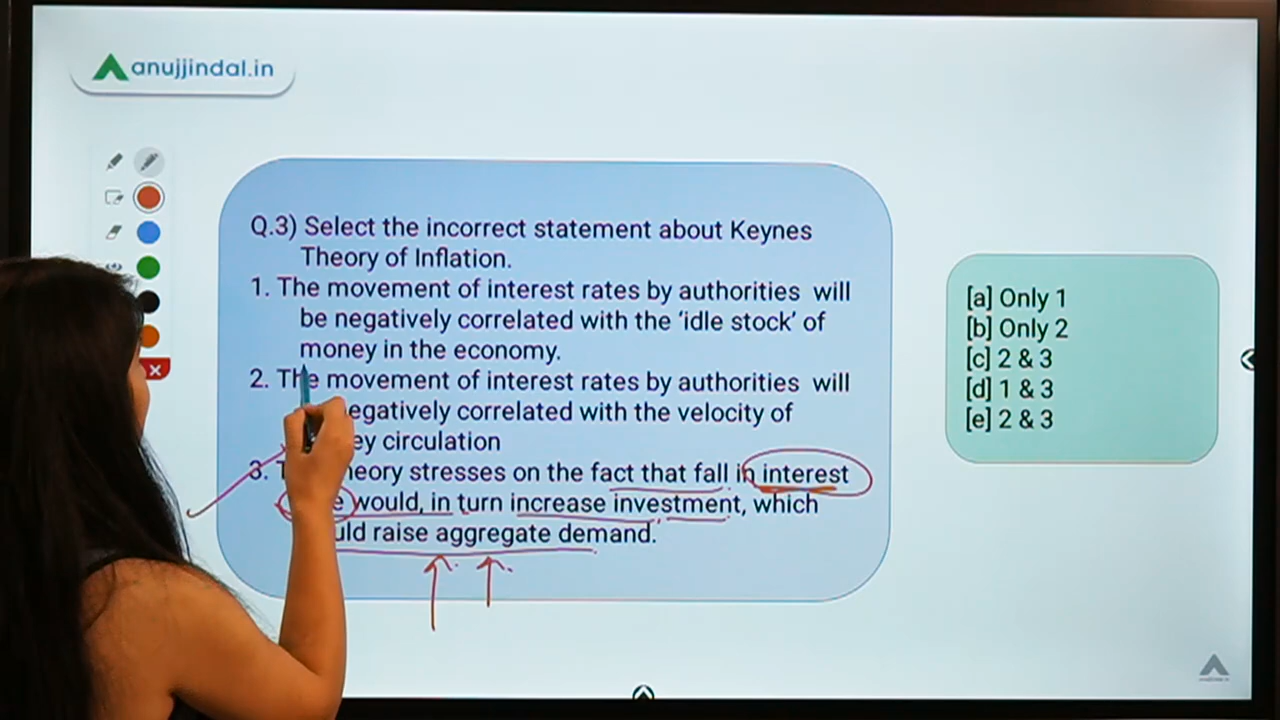 anujjindal.in
Q.3) Select the incorrect statement about Keynes
Theory of Inflation.
1. The movement of interest rates by authorities will
be negatively correlated with the ‘idle stock’ of
money in the economy.
2. The movement of interest rates by authorities will
egatively correlated with the velocity of
ey circulation
3. T heory stresses on the fact that fall in interest
e would, in turn increase investment, which
uld raise aggregate demand.
[a] Only 1
[b] Only 2
[c] 2 & 3
[d] 1 & 3
[e] 2 & 3